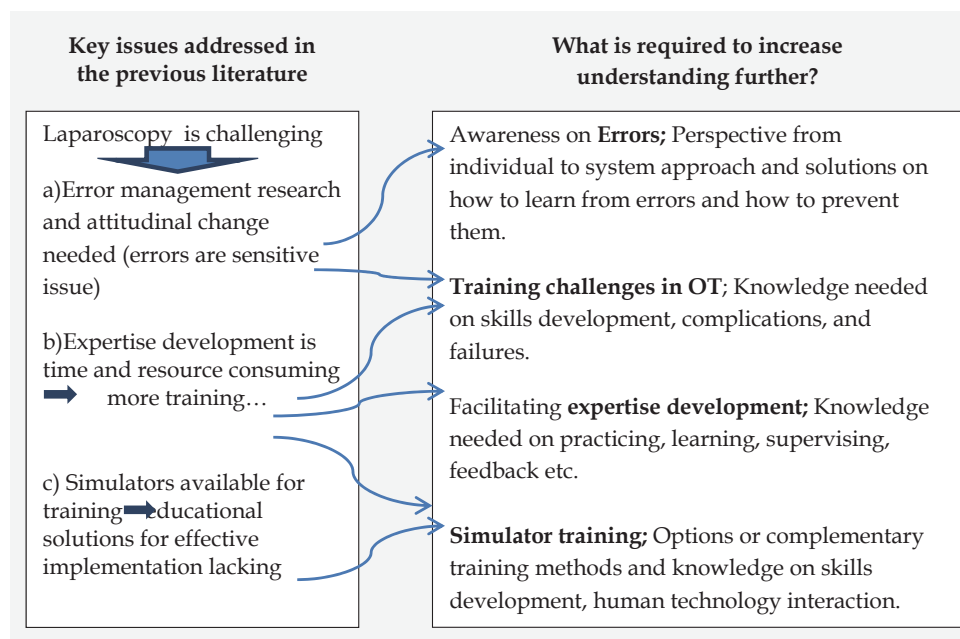 Key issues addressed in
the previous literature
Laparoscopy is challenging
a)Error management research
and attitudinal change
needed (errors are sensitive
issue)
b)Expertise development is
time and resource consuming
more training…
c) Simulators available for
training educational
solutions for effective
implementation lacking
What is required to increase
understanding further?
Awareness on Errors; Perspective from
individual to system approach and solutions on
how to learn from errors and how to prevent
them.
Training challenges in OT; Knowledge needed
on skills development, complications, and
failures.
Facilitating expertise development; Knowledge
needed on practicing, learning, supervising,
feedback etc.
Simulator training; Options or complementary
training methods and knowledge on skills
development, human technology interaction.